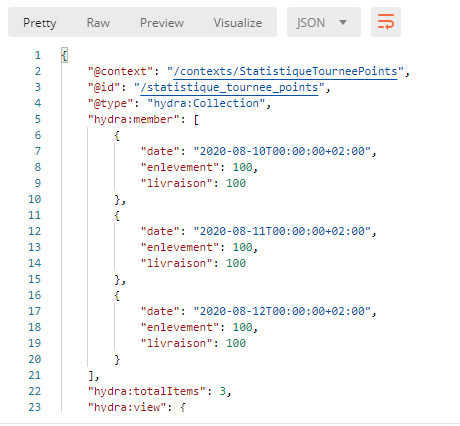 Pretty Raw Preview Visualize JSON
1 {
2 "@context": "/contexts/StatistiqueTourneePoints",
3 "@id": "/statistique_tournee_points",
4 "@type": "hydra:Collection",
5 "hydra:member": [
6 {
7 "date": "2020-08-10T00:00:00+02:00",
8 "enlevement": 100,
9 "livraison": 100
10 },
11 {
12 "date": "2020-08-11T00:00:00+02:00",
13 "enlevement": 100,
14 "livraison": 100
15 },
16 {
17 "date": "2020-08-12T00:00:00+02:00",
18 "enlevement": 100,
19 "livraison": 100
20 }
21 ],
22 "hydra:totalItems": 3,
23 "hydra:view": {